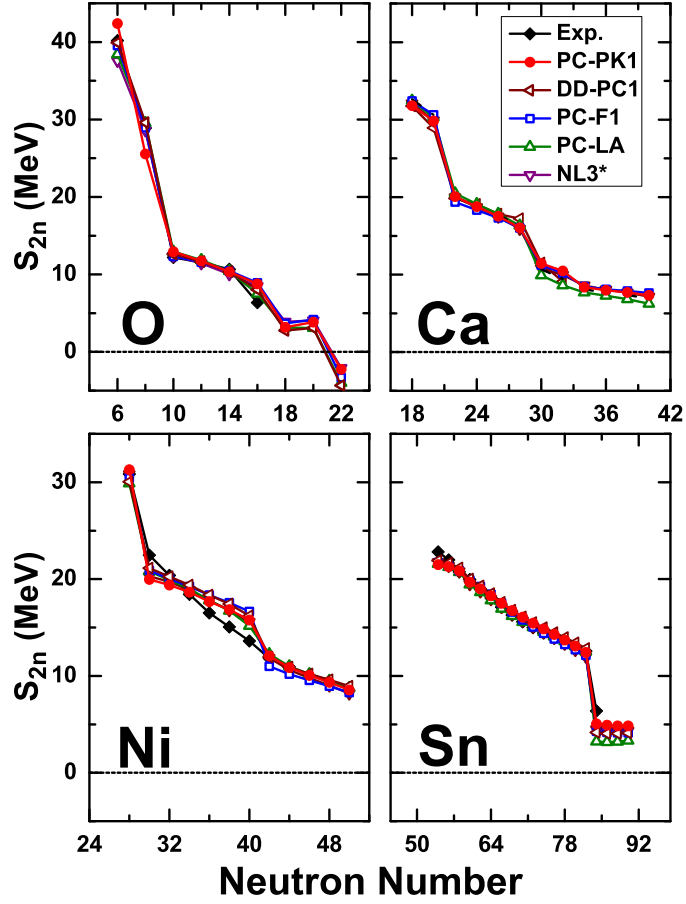 40
30
20
10
0
S2n (MeV)
O
6 10 14 18 22
Exp.
PC-PK1
DD-PC1
PC-F1
PC-LA
NL3*
Ca
18 24 30 36 42
30
20
10
0
S2n (MeV)
Ni
24 32 40 48
Sn
50 64 78 92
Neutron Number